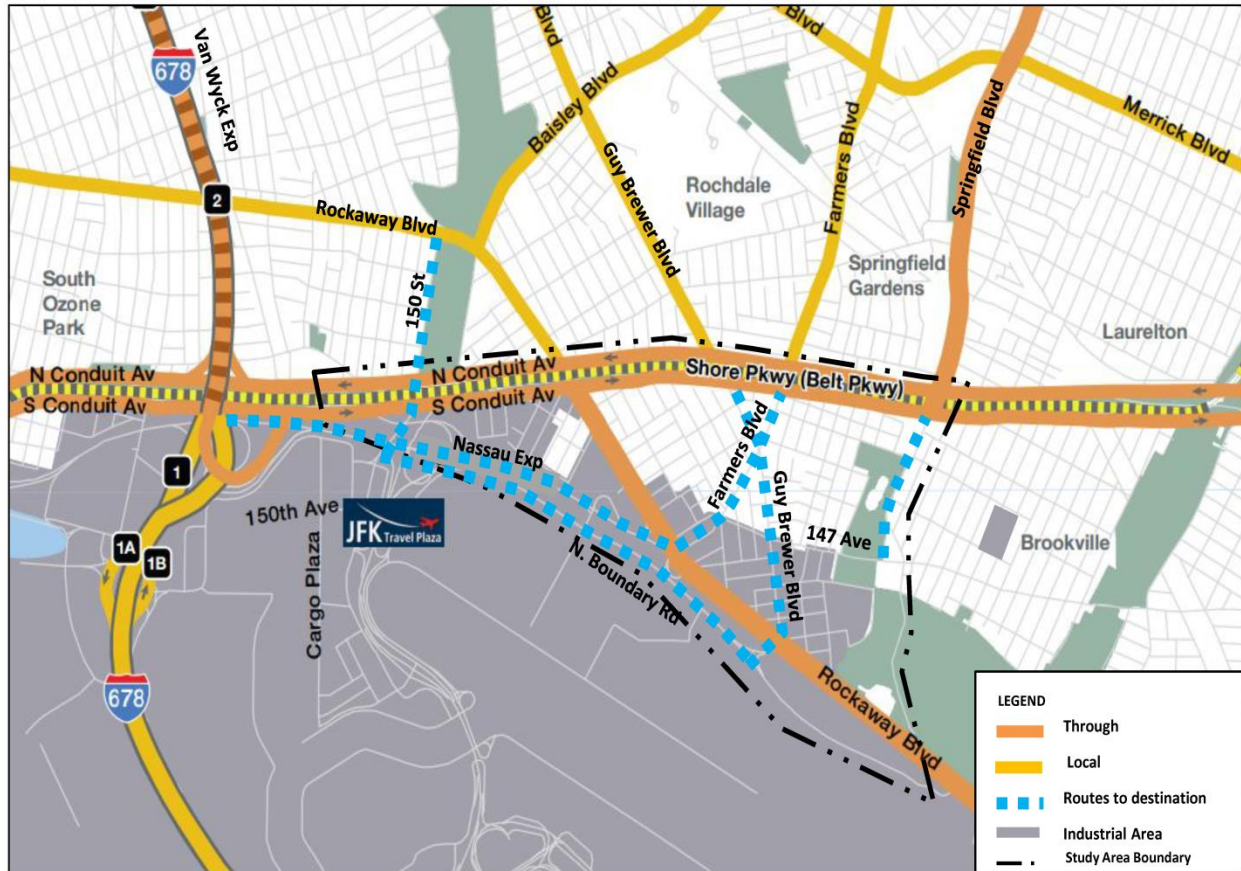 678
Van Wyck Exp
2
Rockaway Blvd
Blvd
Baisley Blvd
Guy Brewer Blvd
Rochdale
Village
Blvd
Farmers Blvd
Merrick Blvd
Springfield Blvd
South
Ozone
Park
150 St
Springfield
Gardens
Laurelton
N Conduit Av
S Conduit Av
N Conduit Av
S Conduit Av
Shore Pkwy (Belt Pkwy)
Nassau Exp
Farmers Blvd
Guy Brewer Blvd
1
150th Ave
JFK
Travel Plaza
147 Ave
Brookville
1A
1B
Cargo Plaza
N. Boundary Rd
678
Rockaway Blvd
LEGEND
Through
Local
Routes to destination
Industrial Area
Study Area Boundary